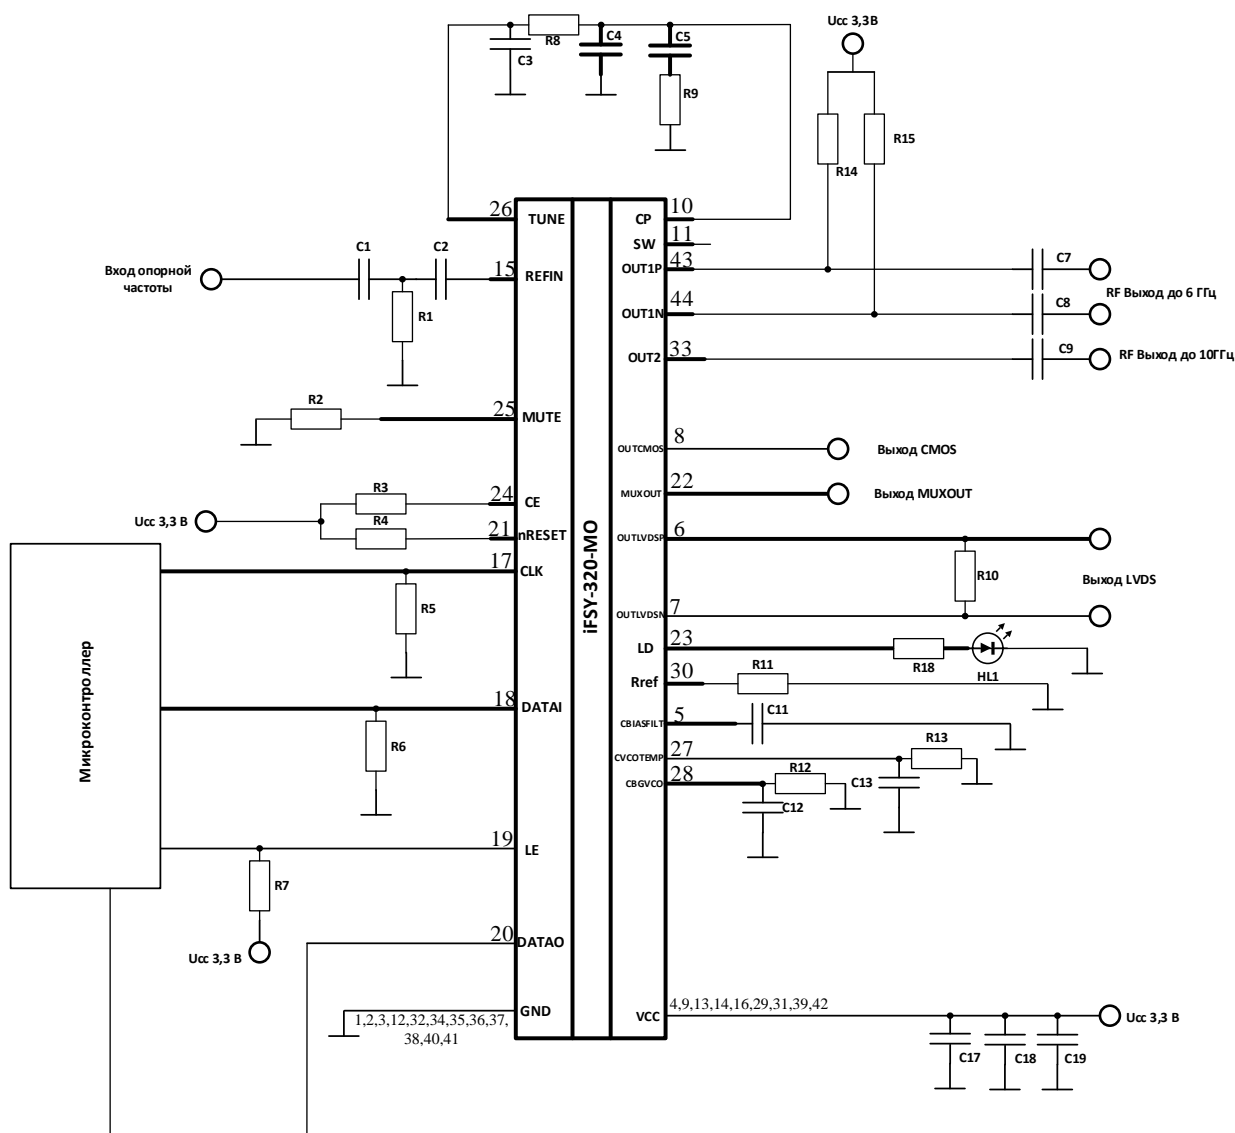 Ucc 3,3В
R8
C4
C5
C3
R9
R14
R15
26
TUNE
CP
10
SW
11
Вход опорной
частоты
C1
C2
15
REFIN
R1
OUT1P
43
C7
RF Выход до 6 ГГц
OUT1N
44
C8
OUT2
33
C9
RF Выход до 10ГГц
R2
25
MUTE
OUTCMOS
8
Выход CMOS
MUXOUT
22
Выход MUXOUT
Ucc 3,3 В
R3
24
CE
R4
21
nRESET
OUTLVDSP
6
R10
Выход LVDS
17
CLK
R5
OUTLVDSN
7
iFSY-320-MO
Микроконтроллер
LD
23
R18
HL1
Rref
30
R11
18
DATAI
R6
CBIASFILT
5
C11
CVCOTEMP
27
R13
C13
CBGVCO
28
R12
C12
19
LE
R7
Ucc 3,3 В
20
DATAO
GND
1,2,3,12,32,34,35,36,37,
38,40,41
VCC
4,9,13,14,16,29,31,39,42
Ucc 3,3 В
C17
C18
C19